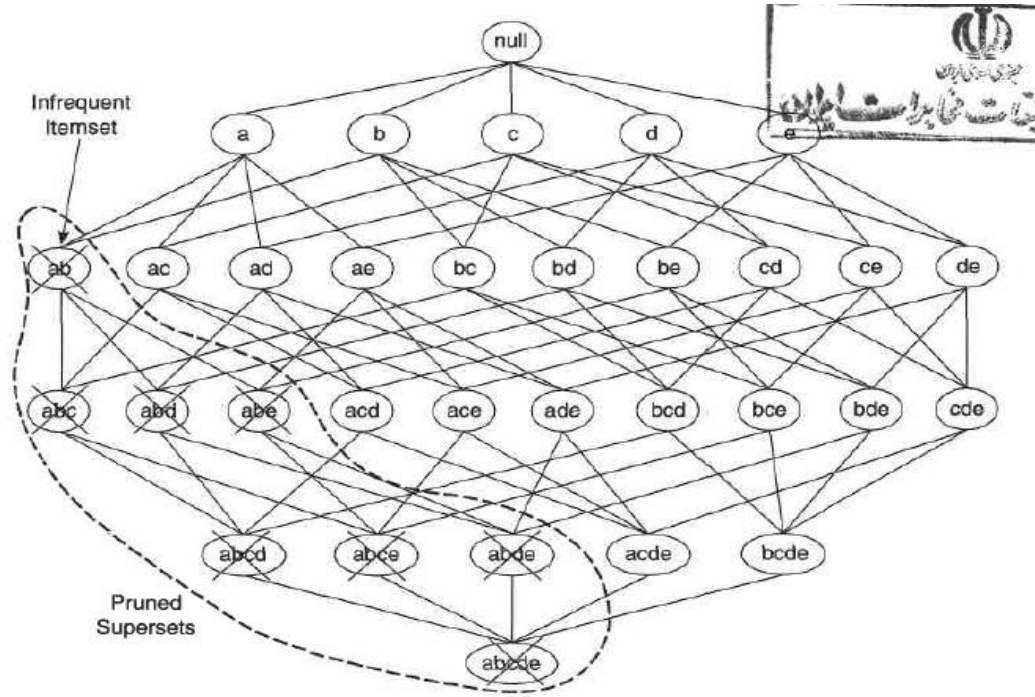 null
Infrequent
Itemset
a b c d e
ab ac ad ae bc bd be cd ce de
abc abd abe acd ace ade bcd bce bde cde
abcd abce abde acde bcde
Pruned
Supersets
abcde